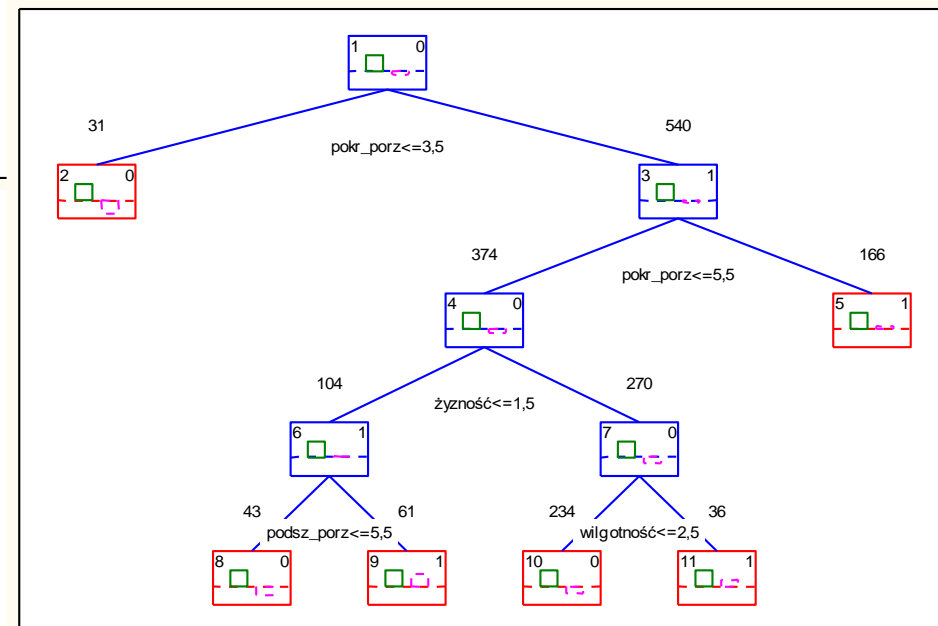 1 0
31 540
pokr_porz<=3,5
2 0 3 1
374 166
pokr_porz<=5,5
4 0 5 1
104 270
żyzność<=1,5
6 1 7 0
43 61 234 36
podsz_porz<=5,5 wilgotność<=2,5
8 0 9 1 10 0 11 1